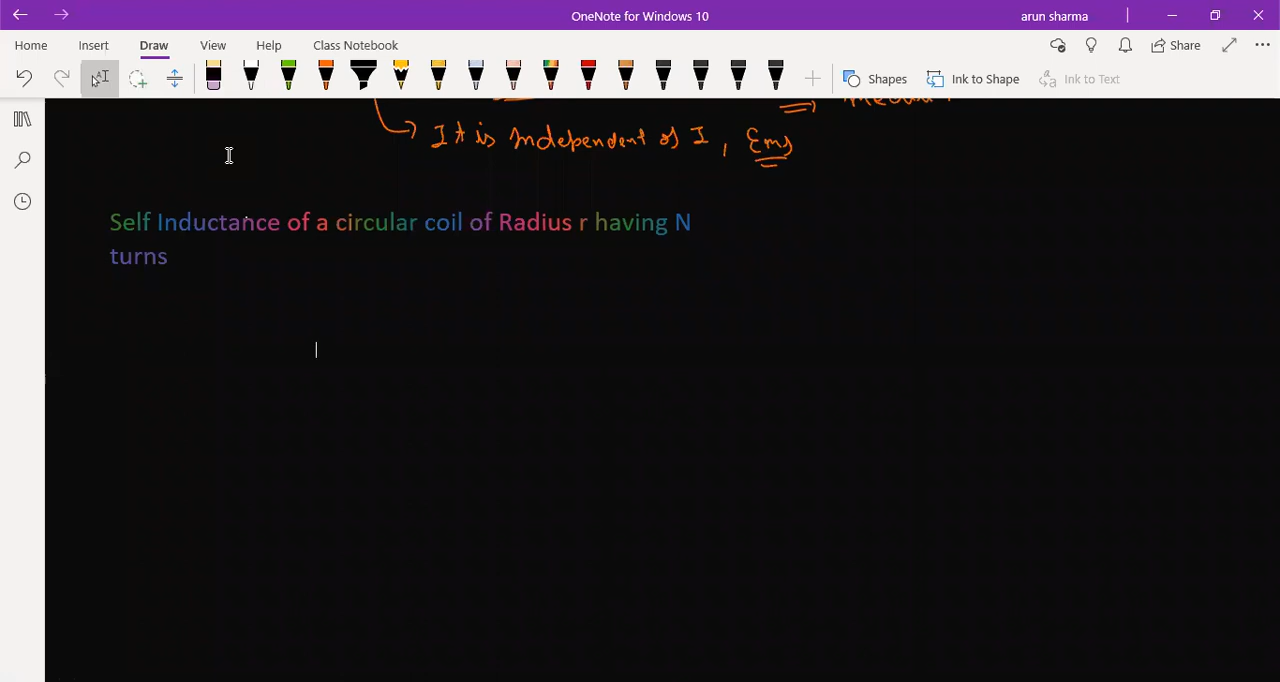 OneNote for Windows 10
arun sharma
Home Insert Draw View Help Class Notebook
Share
Shapes Ink to Shape Ink to Text
It is Independent of I, Ems
Self Inductance of a circular coil of Radius r having N
turns